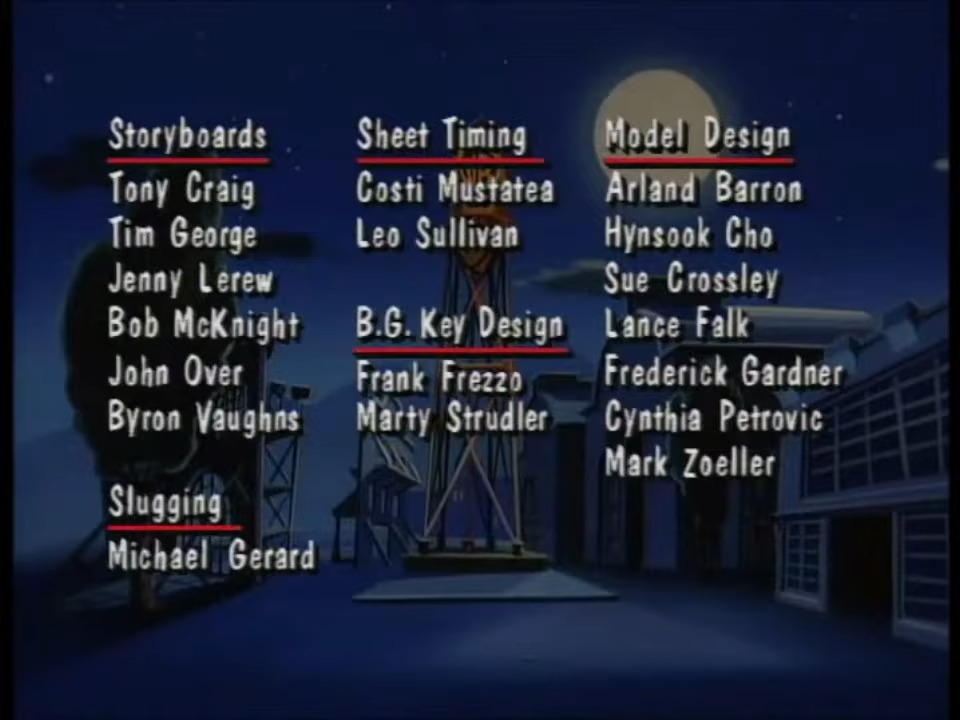 Storyboards
Tony Craig
Tim George
Jenny Lerew
Bob McKnight
John Over
Byron Vaughns
Slugging
Michael Gerard
Sheet Timing
Costi Mustatea
Leo Sullivan
B.G. Key Design
Frank Frezzo
Marty Strudler
Model Design
Arland Barron
Hynsook Cho
Sue Crossley
Lance Falk
Frederick Gardner
Cynthia Petrovic
Mark Zoeller